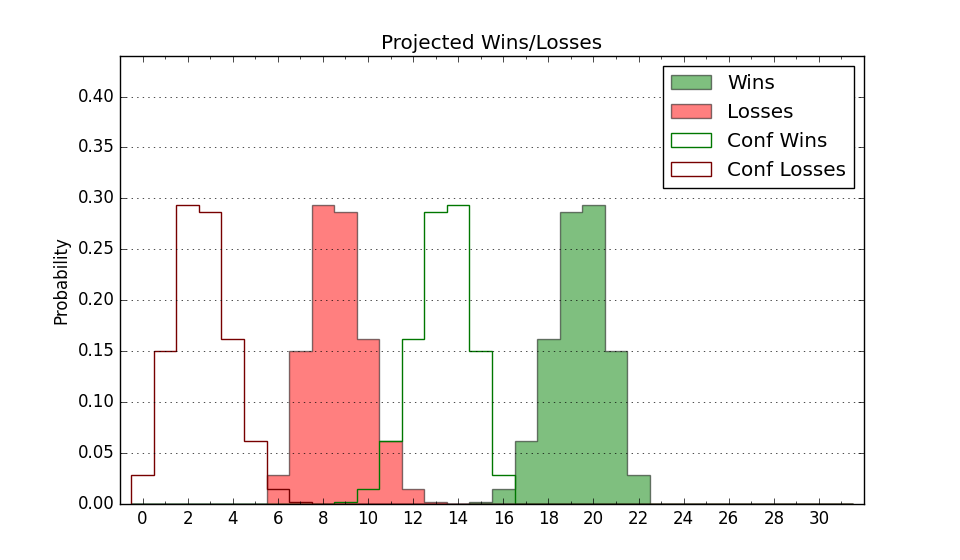 Projected Wins/Losses
Wins
Losses
Conf Wins
Conf Losses
Probability
0.40
0.35
0.30
0.25
0.20
0.15
0.10
0.05
0.00
0 2 4 6 8 10 12 14 16 18 20 22 24 26 28 30